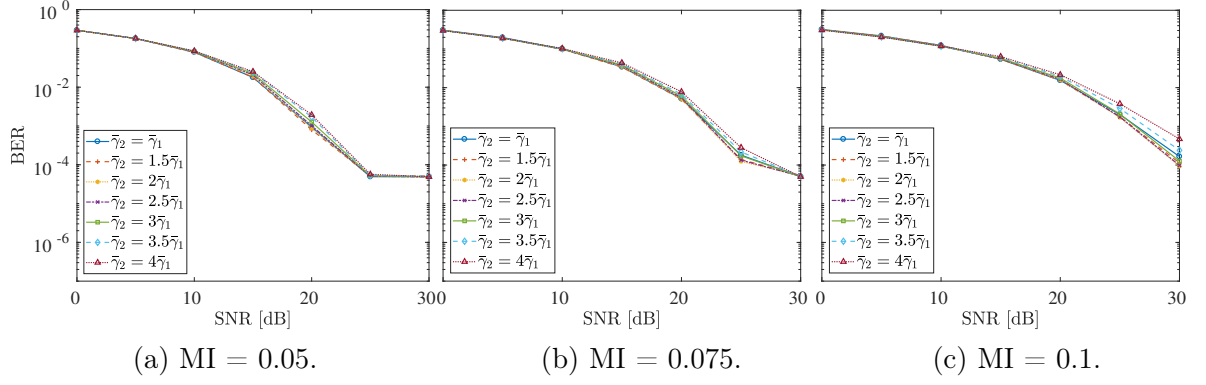 10^0
10^-2
10^-4
10^-6
BER
γ̄₂ = γ̄₁
γ̄₂ = 1.5γ̄₁
γ̄₂ = 2γ̄₁
γ̄₂ = 2.5γ̄₁
γ̄₂ = 3γ̄₁
γ̄₂ = 3.5γ̄₁
γ̄₂ = 4γ̄₁
0 10 20 30
SNR [dB]
(a) MI = 0.05.
γ̄₂ = γ̄₁
γ̄₂ = 1.5γ̄₁
γ̄₂ = 2γ̄₁
γ̄₂ = 2.5γ̄₁
γ̄₂ = 3γ̄₁
γ̄₂ = 3.5γ̄₁
γ̄₂ = 4γ̄₁
0 10 20 30
SNR [dB]
(b) MI = 0.075.
γ̄₂ = γ̄₁
γ̄₂ = 1.5γ̄₁
γ̄₂ = 2γ̄₁
γ̄₂ = 2.5γ̄₁
γ̄₂ = 3γ̄₁
γ̄₂ = 3.5γ̄₁
γ̄₂ = 4γ̄₁
0 10 20 30
SNR [dB]
(c) MI = 0.1.